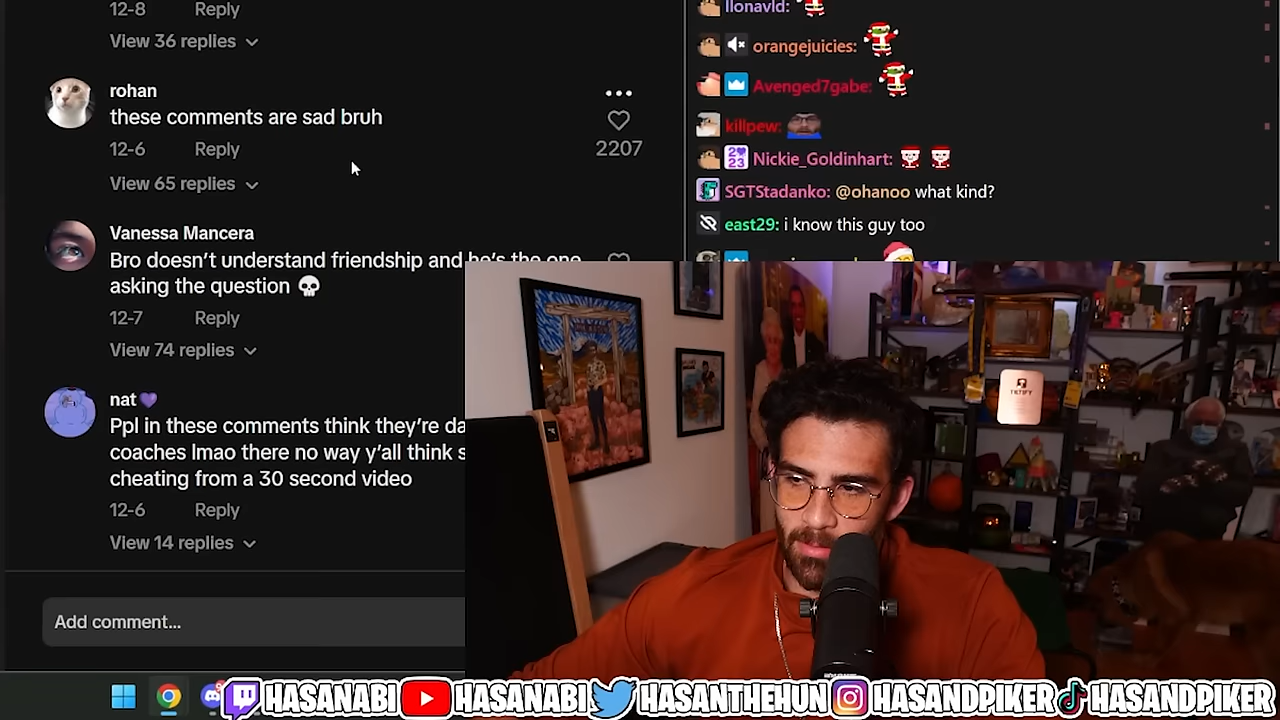 12-8 Reply
View 36 replies
rohan
these comments are sad bruh
2207
12-6 Reply
View 65 replies
Vanessa Mancera
Bro doesn't understand friendship and he's the one
asking the question 💀
12-7 Reply
View 74 replies
nat💜
Ppl in these comments think they're da
coaches lmao there no way y'all think s
cheating from a 30 second video
12-6 Reply
View 14 replies
Add comment...
llonavld:
orangejuicies:
Avenged7gabe:
killpew:
Nickie_Goldinhart:
SGTStadanko: @ohanoo what kind?
east29: i know this guy too
TILTIFY
HASANABI HASANABI HASANTHEHUN HASANDPIKER HASANDPIKER